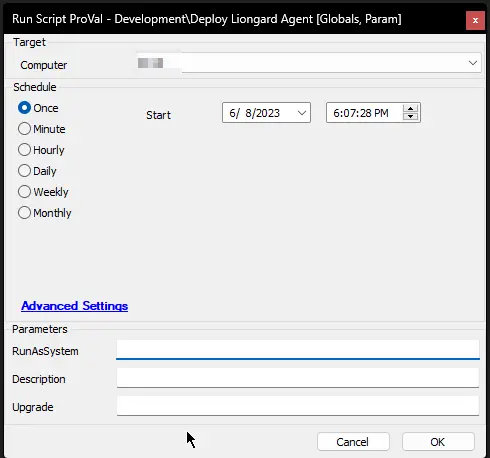 Run Script ProVal - Development\Deploy Liongard Agent [Globals, Param]
x
Target
Computer
Schedule
Once
Start
6/ 8/2023
6:07:28 PM
Minute
Hourly
Daily
Weekly
Monthly
Advanced Settings
Parameters
RunAsSystem
Description
Upgrade
Cancel
OK